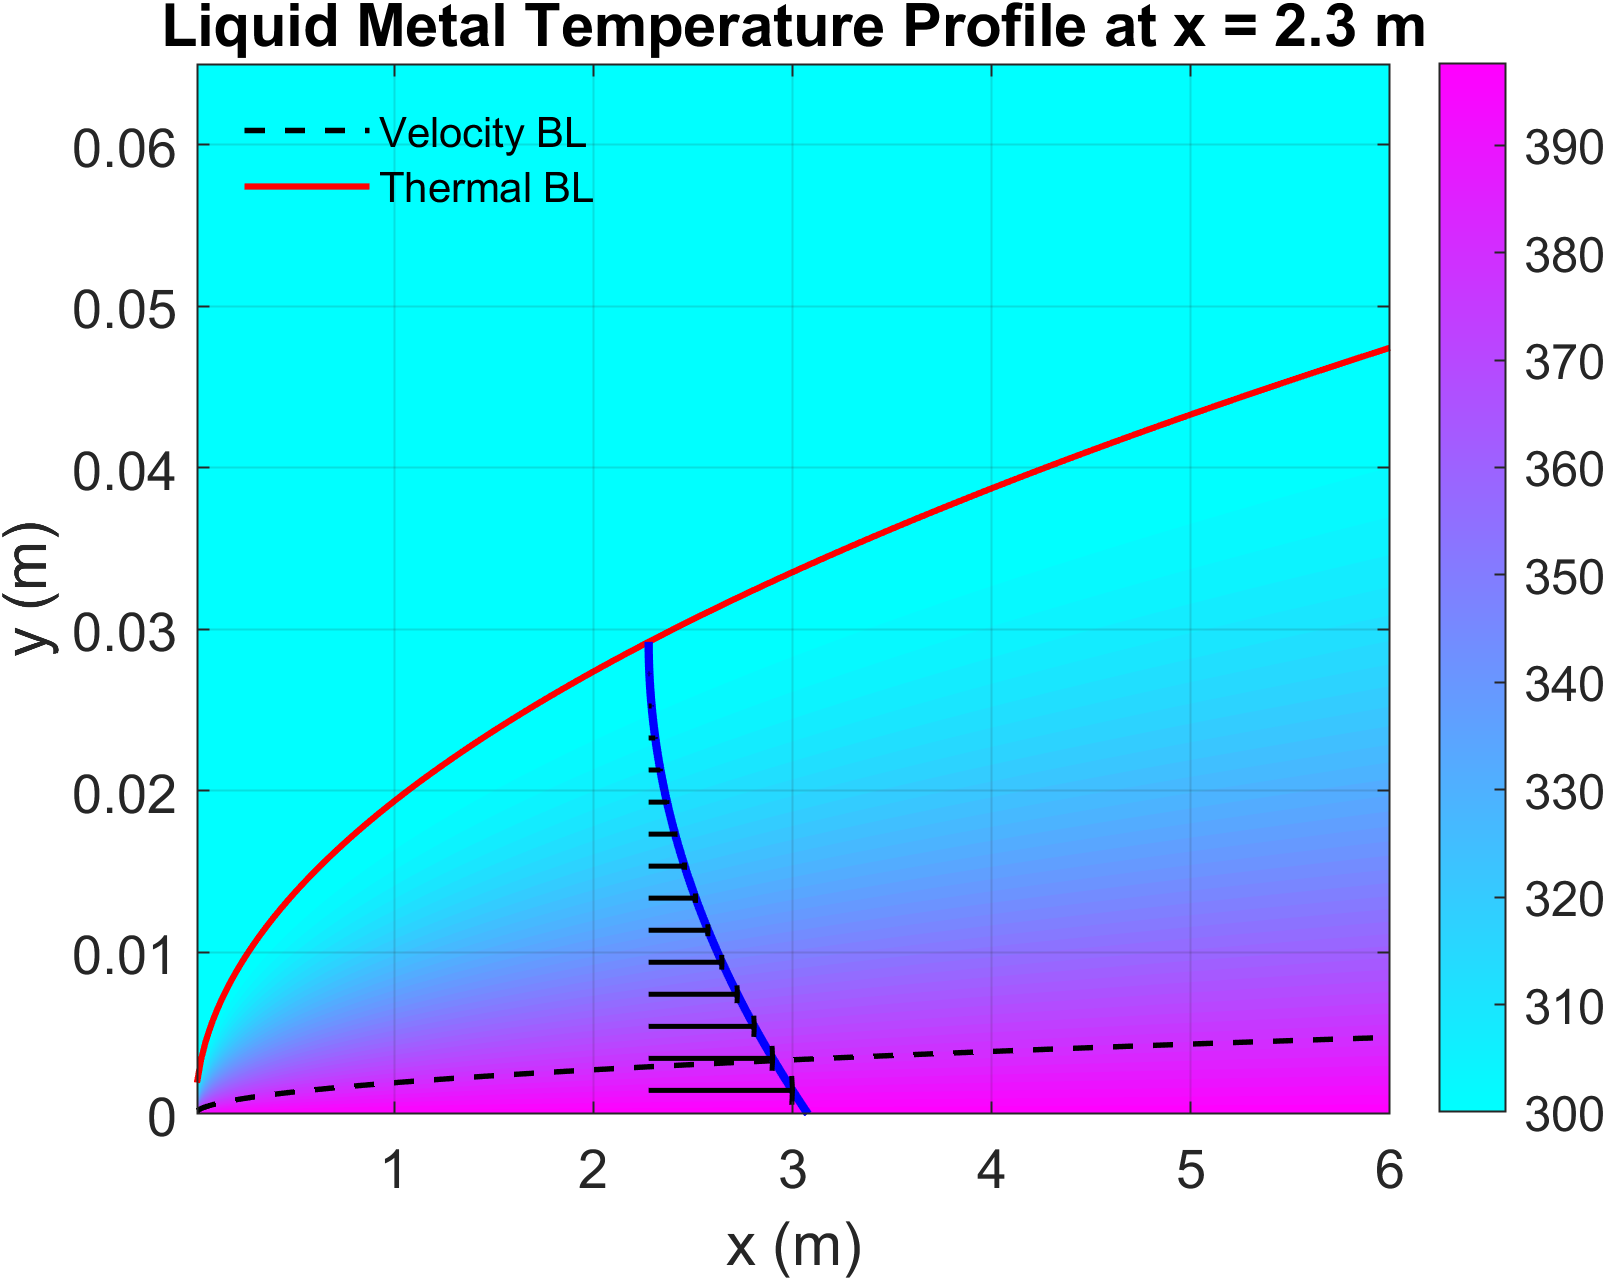 Liquid Metal Temperature Profile at x = 2.3 m
Velocity BL
Thermal BL
0.06
0.05
0.04
0.03
0.02
0.01
0
y (m)
1 2 3 4 5 6
x (m)
390
380
370
360
350
340
330
320
310
300